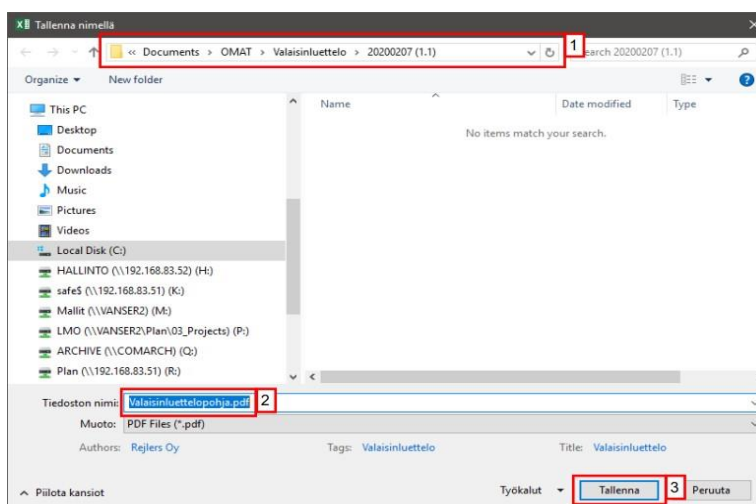 Tallenna nimellä
« Documents > OMAT > Valaisinluettelo > 20200207 (1.1)
1
earch 20200207 (1.1)
Organize
New folder
This PC
Name
Date modified
Type
Desktop
No items match your search.
Documents
Downloads
Music
Pictures
Videos
Local Disk (C:)
HALLINTO (\\192.168.83.52) (H:)
safe$ (\\192.168.83.51) (K:)
Mallit (\\VANSER2) (M:)
LMO (\\VANSER2\Plan\03_Projects) (P:)
ARCHIVE (\\COMARCH) (Q:)
Plan (\\192.168.83.51) (R:)
Tiedoston nimi: Valaisinluettelopohja.pdf 2
Muoto: PDF Files (*.pdf)
Authors: Rejlers Oy Tags: Valaisinluettelo Title: Valaisinluettelo
Piilota kansiot Työkalut Tallenna 3 Peruuta